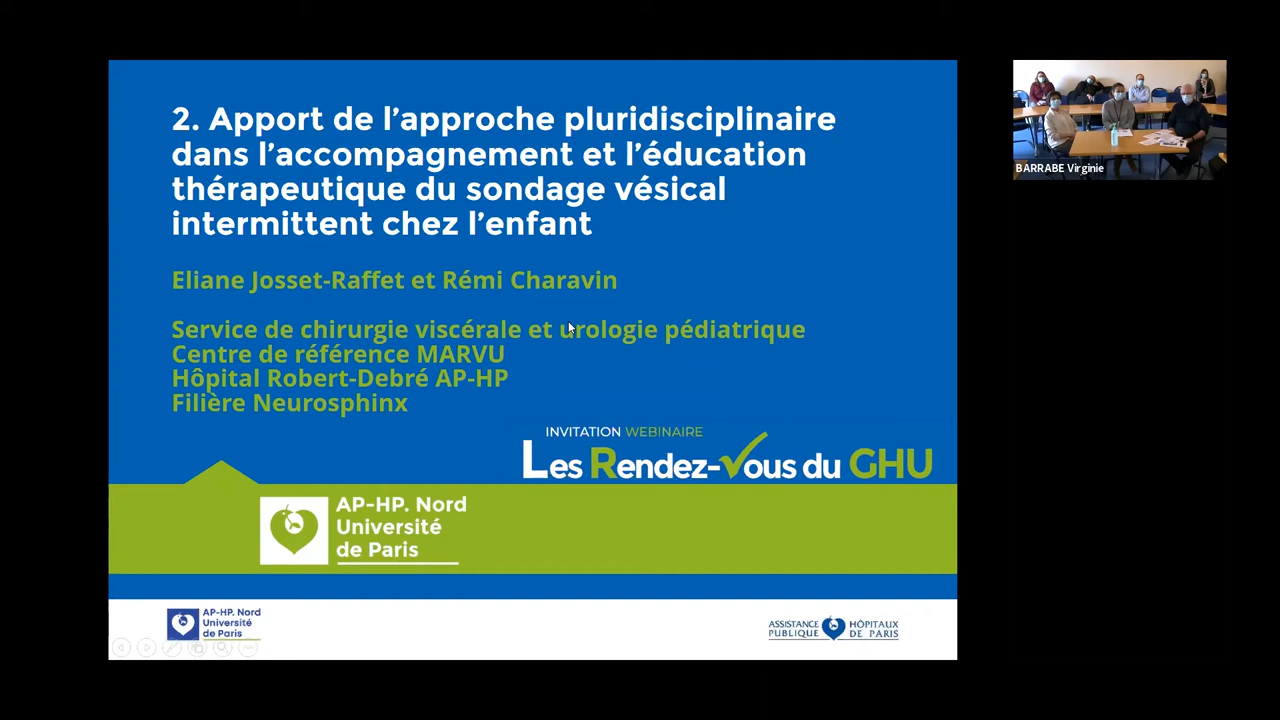 2. Apport de l'approche pluridisciplinaire
dans l'accompagnement et l'éducation
thérapeutique du sondage vésical
intermittent chez l'enfant
Eliane Josset-Raffet et Rémi Charavin
Service de chirurgie viscérale et urologie pédiatrique
Centre de référence MARVU
Hôpital Robert-Debré AP-HP
Filière Neurosphinx
INVITATION WEBINAIRE
Les Rendez-Vous du GHU
AP-HP. Nord
Université
de Paris
AP-HP. Nord
Université
de Paris
ASSISTANCE HÔPITAUX
PUBLIQUE DE PARIS
BARRABE Virginie